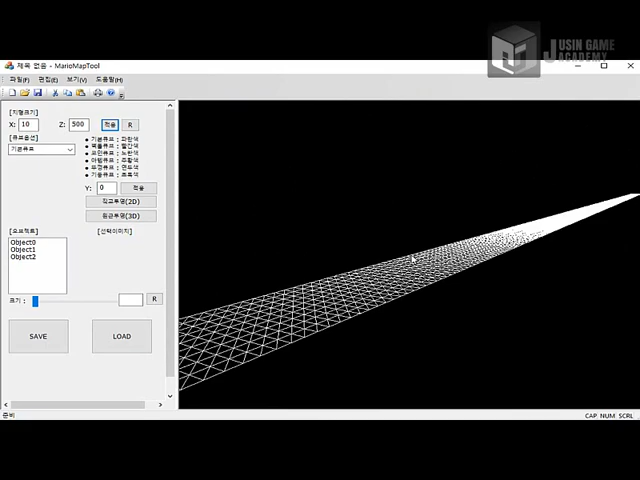 JUSIN GAME
ACADEMY
제목 없음 - MarioMapTool
파일(F) 편집(E) 보기(V) 도움말(H)
[지형크기]
X: 10 Z: 500 적용 R
[큐브옵션]
기본큐브
기본큐브 : 파란색
벽돌큐브 : 빨간색
코인큐브 : 노란색
아템큐브 : 주황색
무정큐브 : 연두색
기술큐브 : 초록색
Y: 0 적용
직교투영(2D)
원근투영(3D)
[오브젝트] [선택이미지]
Object0
Object1
Object2
크기 : R
SAVE LOAD
준비 CAP NUM SCRL